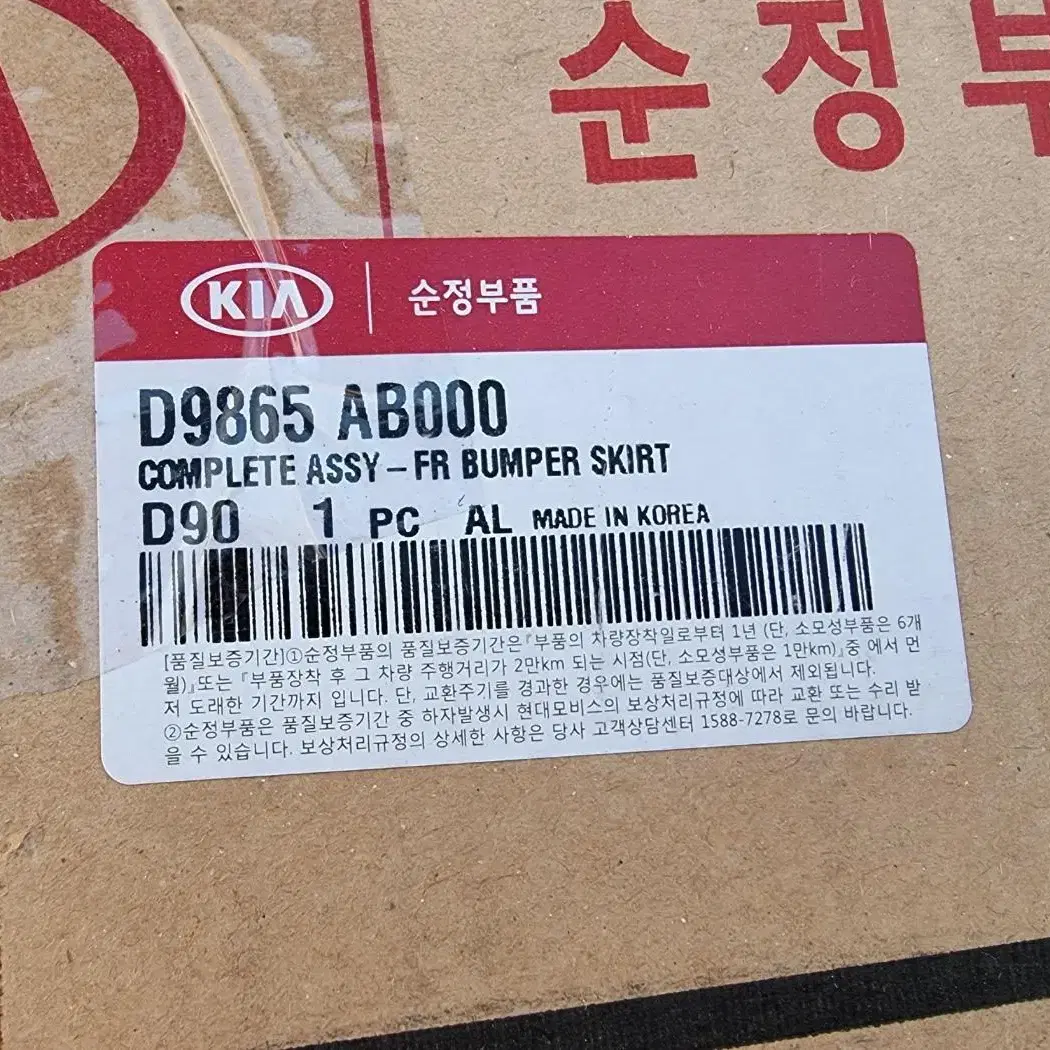 순정부
KIA 순정부품
D9865 AB000
COMPLETE ASSY-FR BUMPER SKIRT
D90 1 PC AL MADE IN KOREA
[품질보증기간]①순정부품의 품질보증기간은『부품의 차량장착일로부터 1년 (단, 소모성부품은 6개
월)』또는 『부품장착 후 그 차량 주행거리가 2만km 되는 시점(단, 소모성부품은 1만km)』중 에서 먼
저 도래한 기간까지 입니다. 단, 교환주기를 경과한 경우에는 품질보증대상에서 제외됩니다.
②순정부품은 품질보증기간 중 하자발생시 현대모비스의 보상처리규정에 따라 교환 또는 수리 받
을 수 있습니다. 보상처리규정의 상세한 사항은 당사 고객상담센터 1588-7278로 문의 바랍니다.